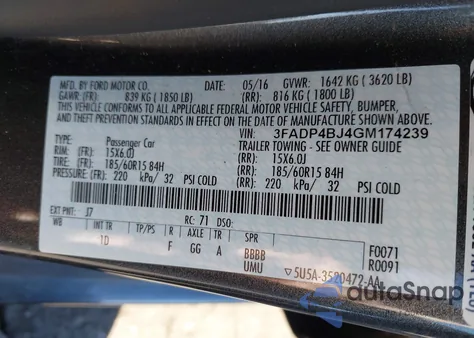 MFD. BY FORD MOTOR CO.
DATE: 05/16 GVWR: 1642 KG ( 3620 LB)
GAWR: (FR): 839 KG ( 1850 LB) (RR): 816 KG ( 1800 LB)
THIS VEHICLE CONFORMS TO ALL APPLICABLE FEDERAL MOTOR VEHICLE SAFETY, BUMPER,
AND THEFT PREVENTION STANDARDS IN EFFECT ON THE DATE OF MANUFACTURE SHOWN ABOVE.
VIN: 3FADP4BJ4GM174239
TYPE: Passenger Car TRAILER TOWING - SEE OWNER GUIDE
RIM: (FR): 15X6.0J (RR): 15X6.0J
TIRE: (FR): 185/60R15 84H (RR): 185/60R15 84H
PRESSURE: (FR): 220 kPa/ 32 PSI COLD (RR): 220 kPa/ 32 PSI COLD
EXT PNT: J7 RC: 71 DSO:
WB INT TR TP/PS R AXLE TR SPR
1D F GG A BBBB
UMU
F0071
R0091
5U5A-3520472-AA
autoSnap